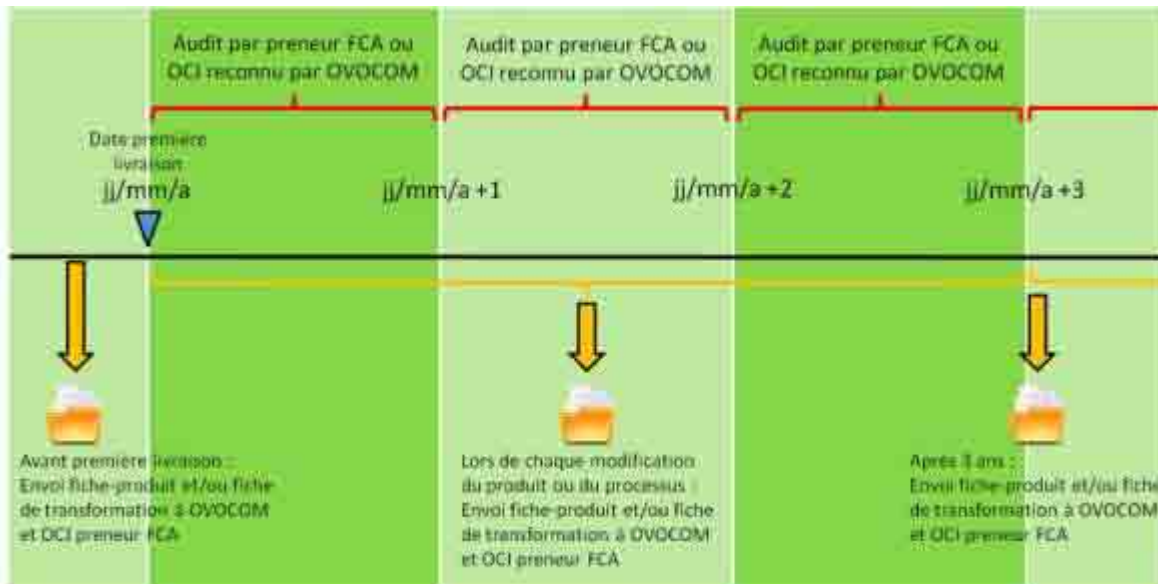 Audit par preneur FCA ou
OCI reconnu par OVOCOM
Audit par preneur FCA ou
OCI reconnu par OVOCOM
Audit par preneur FCA ou
OCI reconnu par OVOCOM
Date première
livraison
jj/mm/a
jj/mm/a +1
jj/mm/a +2
jj/mm/a +3
Avant première livraison :
Envoi fiche-produit et/ou fiche
de transformation à OVOCOM
et OCI preneur FCA
Lors de chaque modification
du produit ou du processus :
Envoi fiche-produit et/ou fiche
de transformation à OVOCOM
et OCI preneur FCA
Après 3 ans :
Envoi fiche-produit et/ou fiche
de transformation à OVOCOM
et OCI preneur FCA